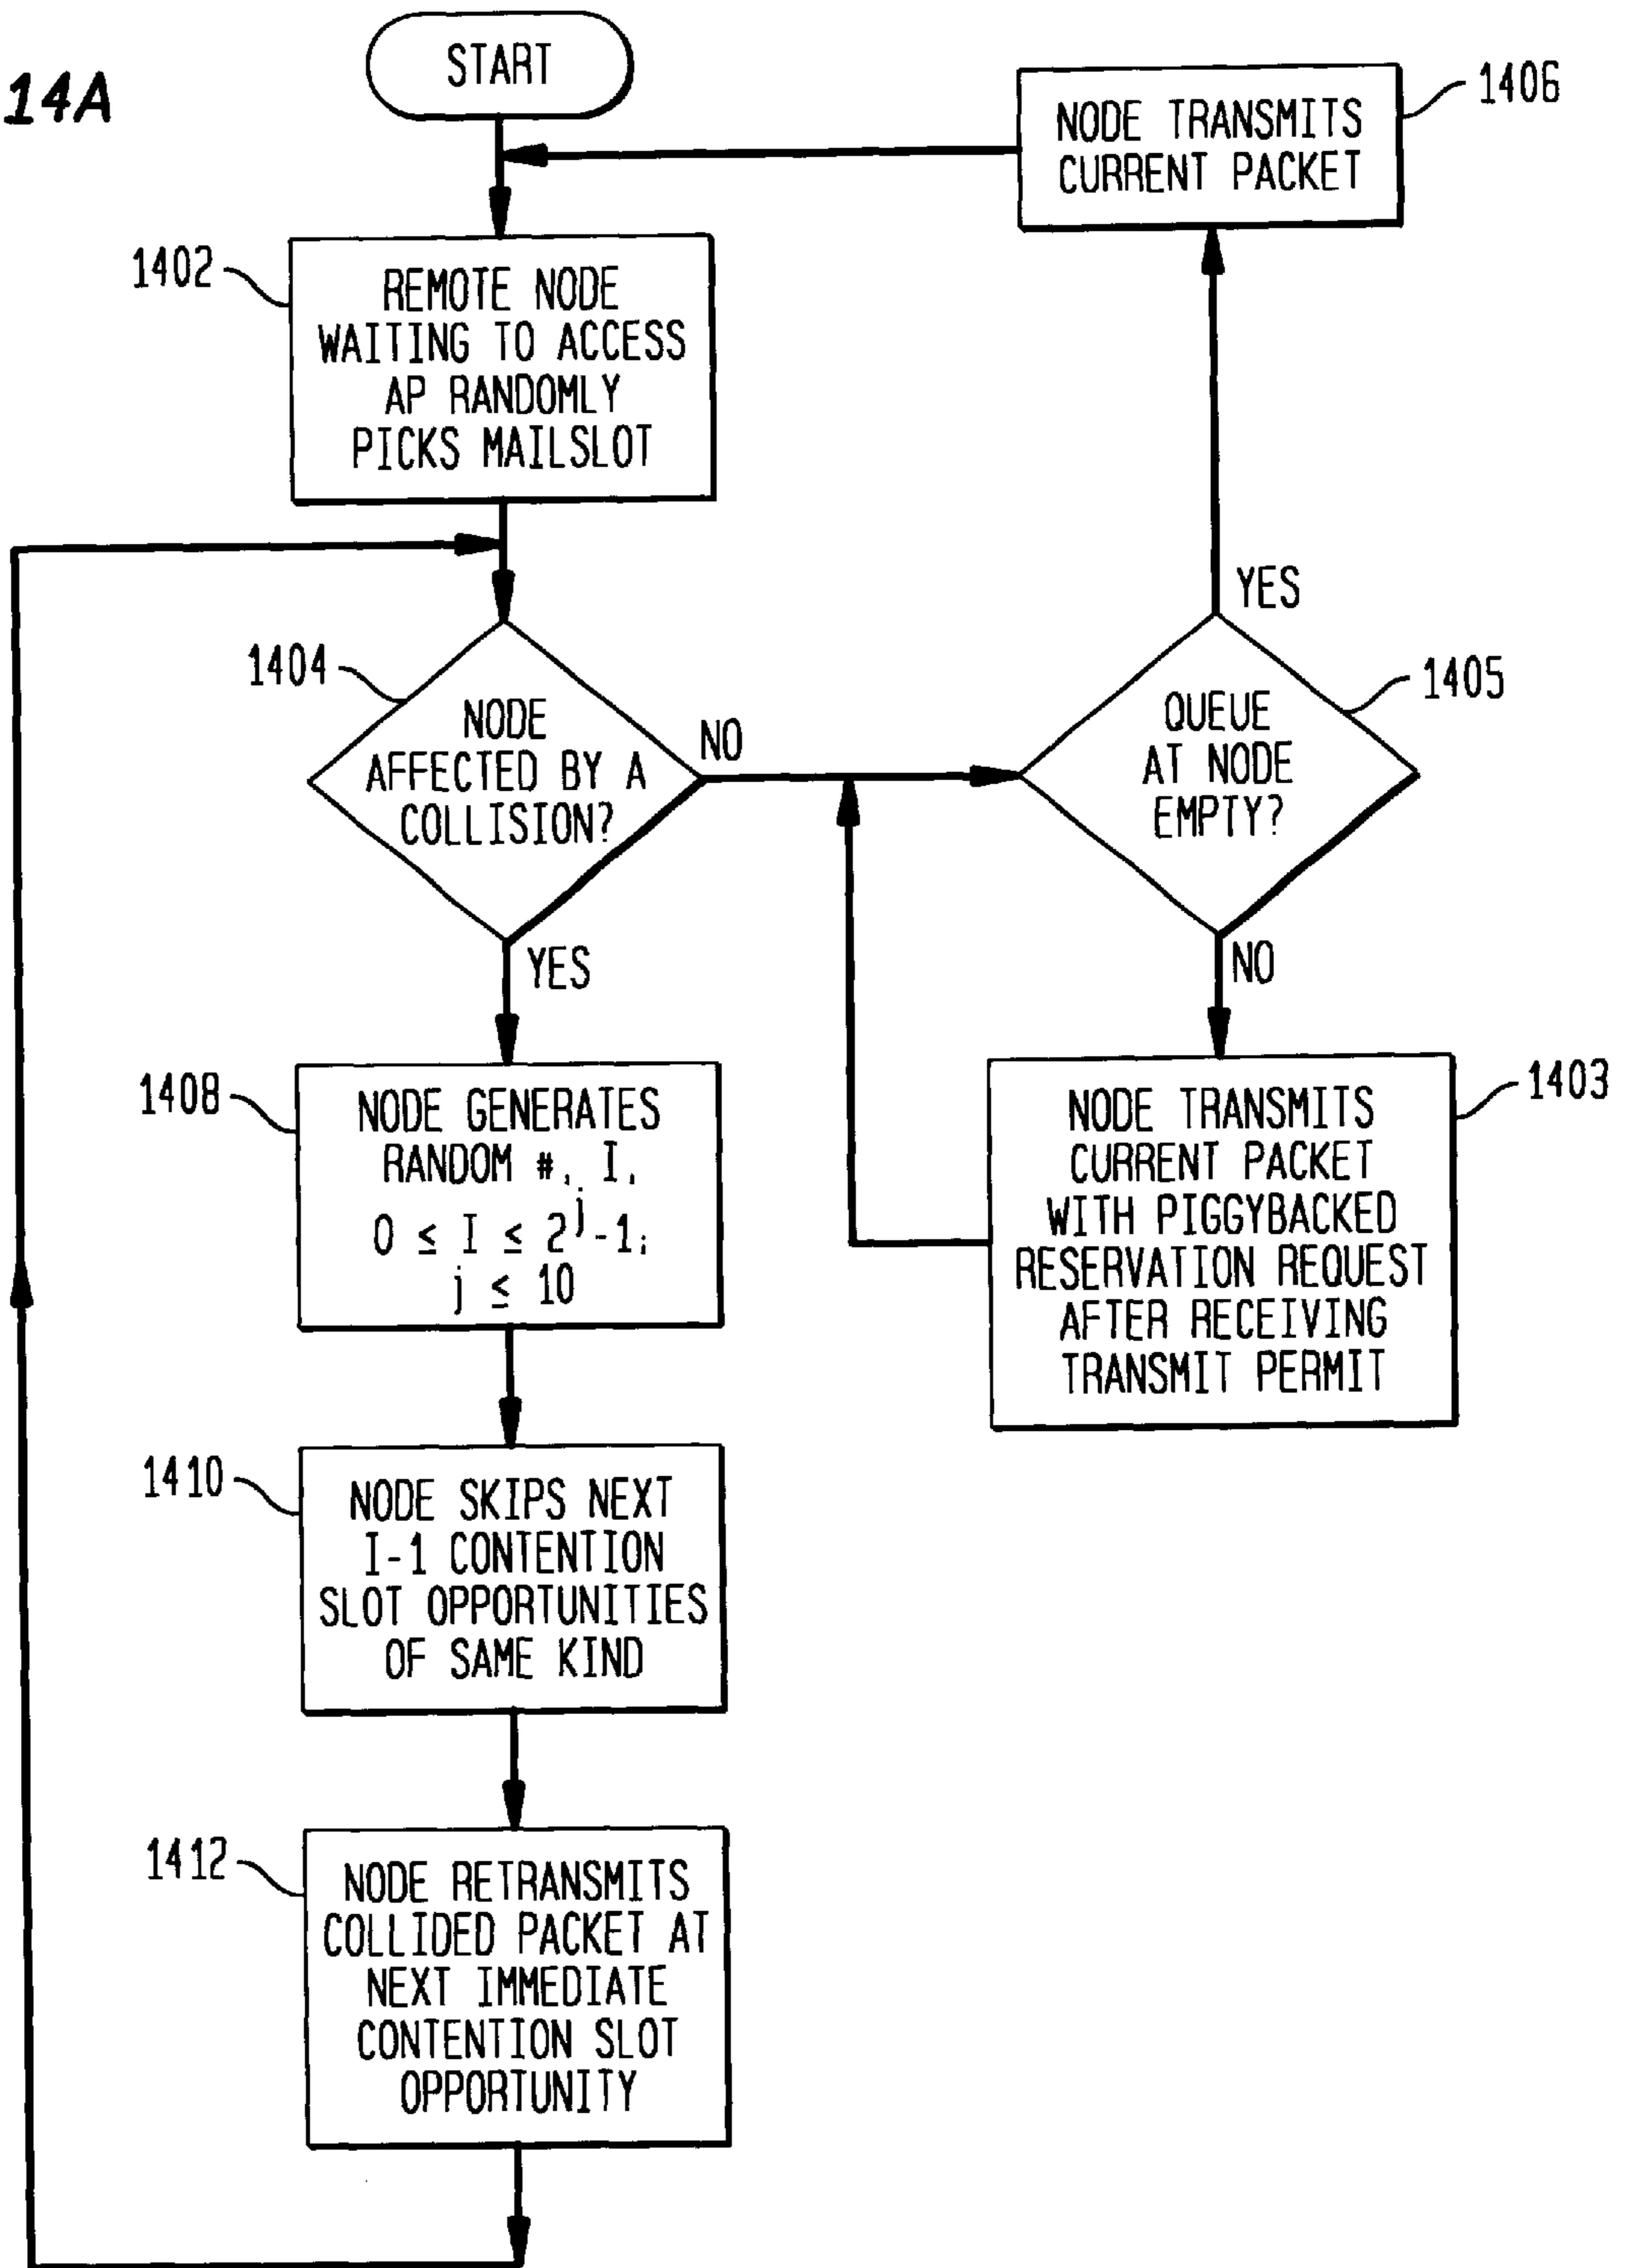 14A
START
1406
NODE TRANSMITS
CURRENT PACKET
1402
REMOTE NODE
WAITING TO ACCESS
AP RANDOMLY
PICKS MAILSLOT
YES
1404
NODE
AFFECTED BY A
COLLISION?
NO
1405
QUEUE
AT NODE
EMPTY?
YES
NO
1408
NODE GENERATES
RANDOM #, I,
0 ≤ I ≤ 2^j-1;
j ≤ 10
1403
NODE TRANSMITS
CURRENT PACKET
WITH PIGGYBACKED
RESERVATION REQUEST
AFTER RECEIVING
TRANSMIT PERMIT
1410
NODE SKIPS NEXT
I-1 CONTENTION
SLOT OPPORTUNITIES
OF SAME KIND
1412
NODE RETRANSMITS
COLLIDED PACKET AT
NEXT IMMEDIATE
CONTENTION SLOT
OPPORTUNITY